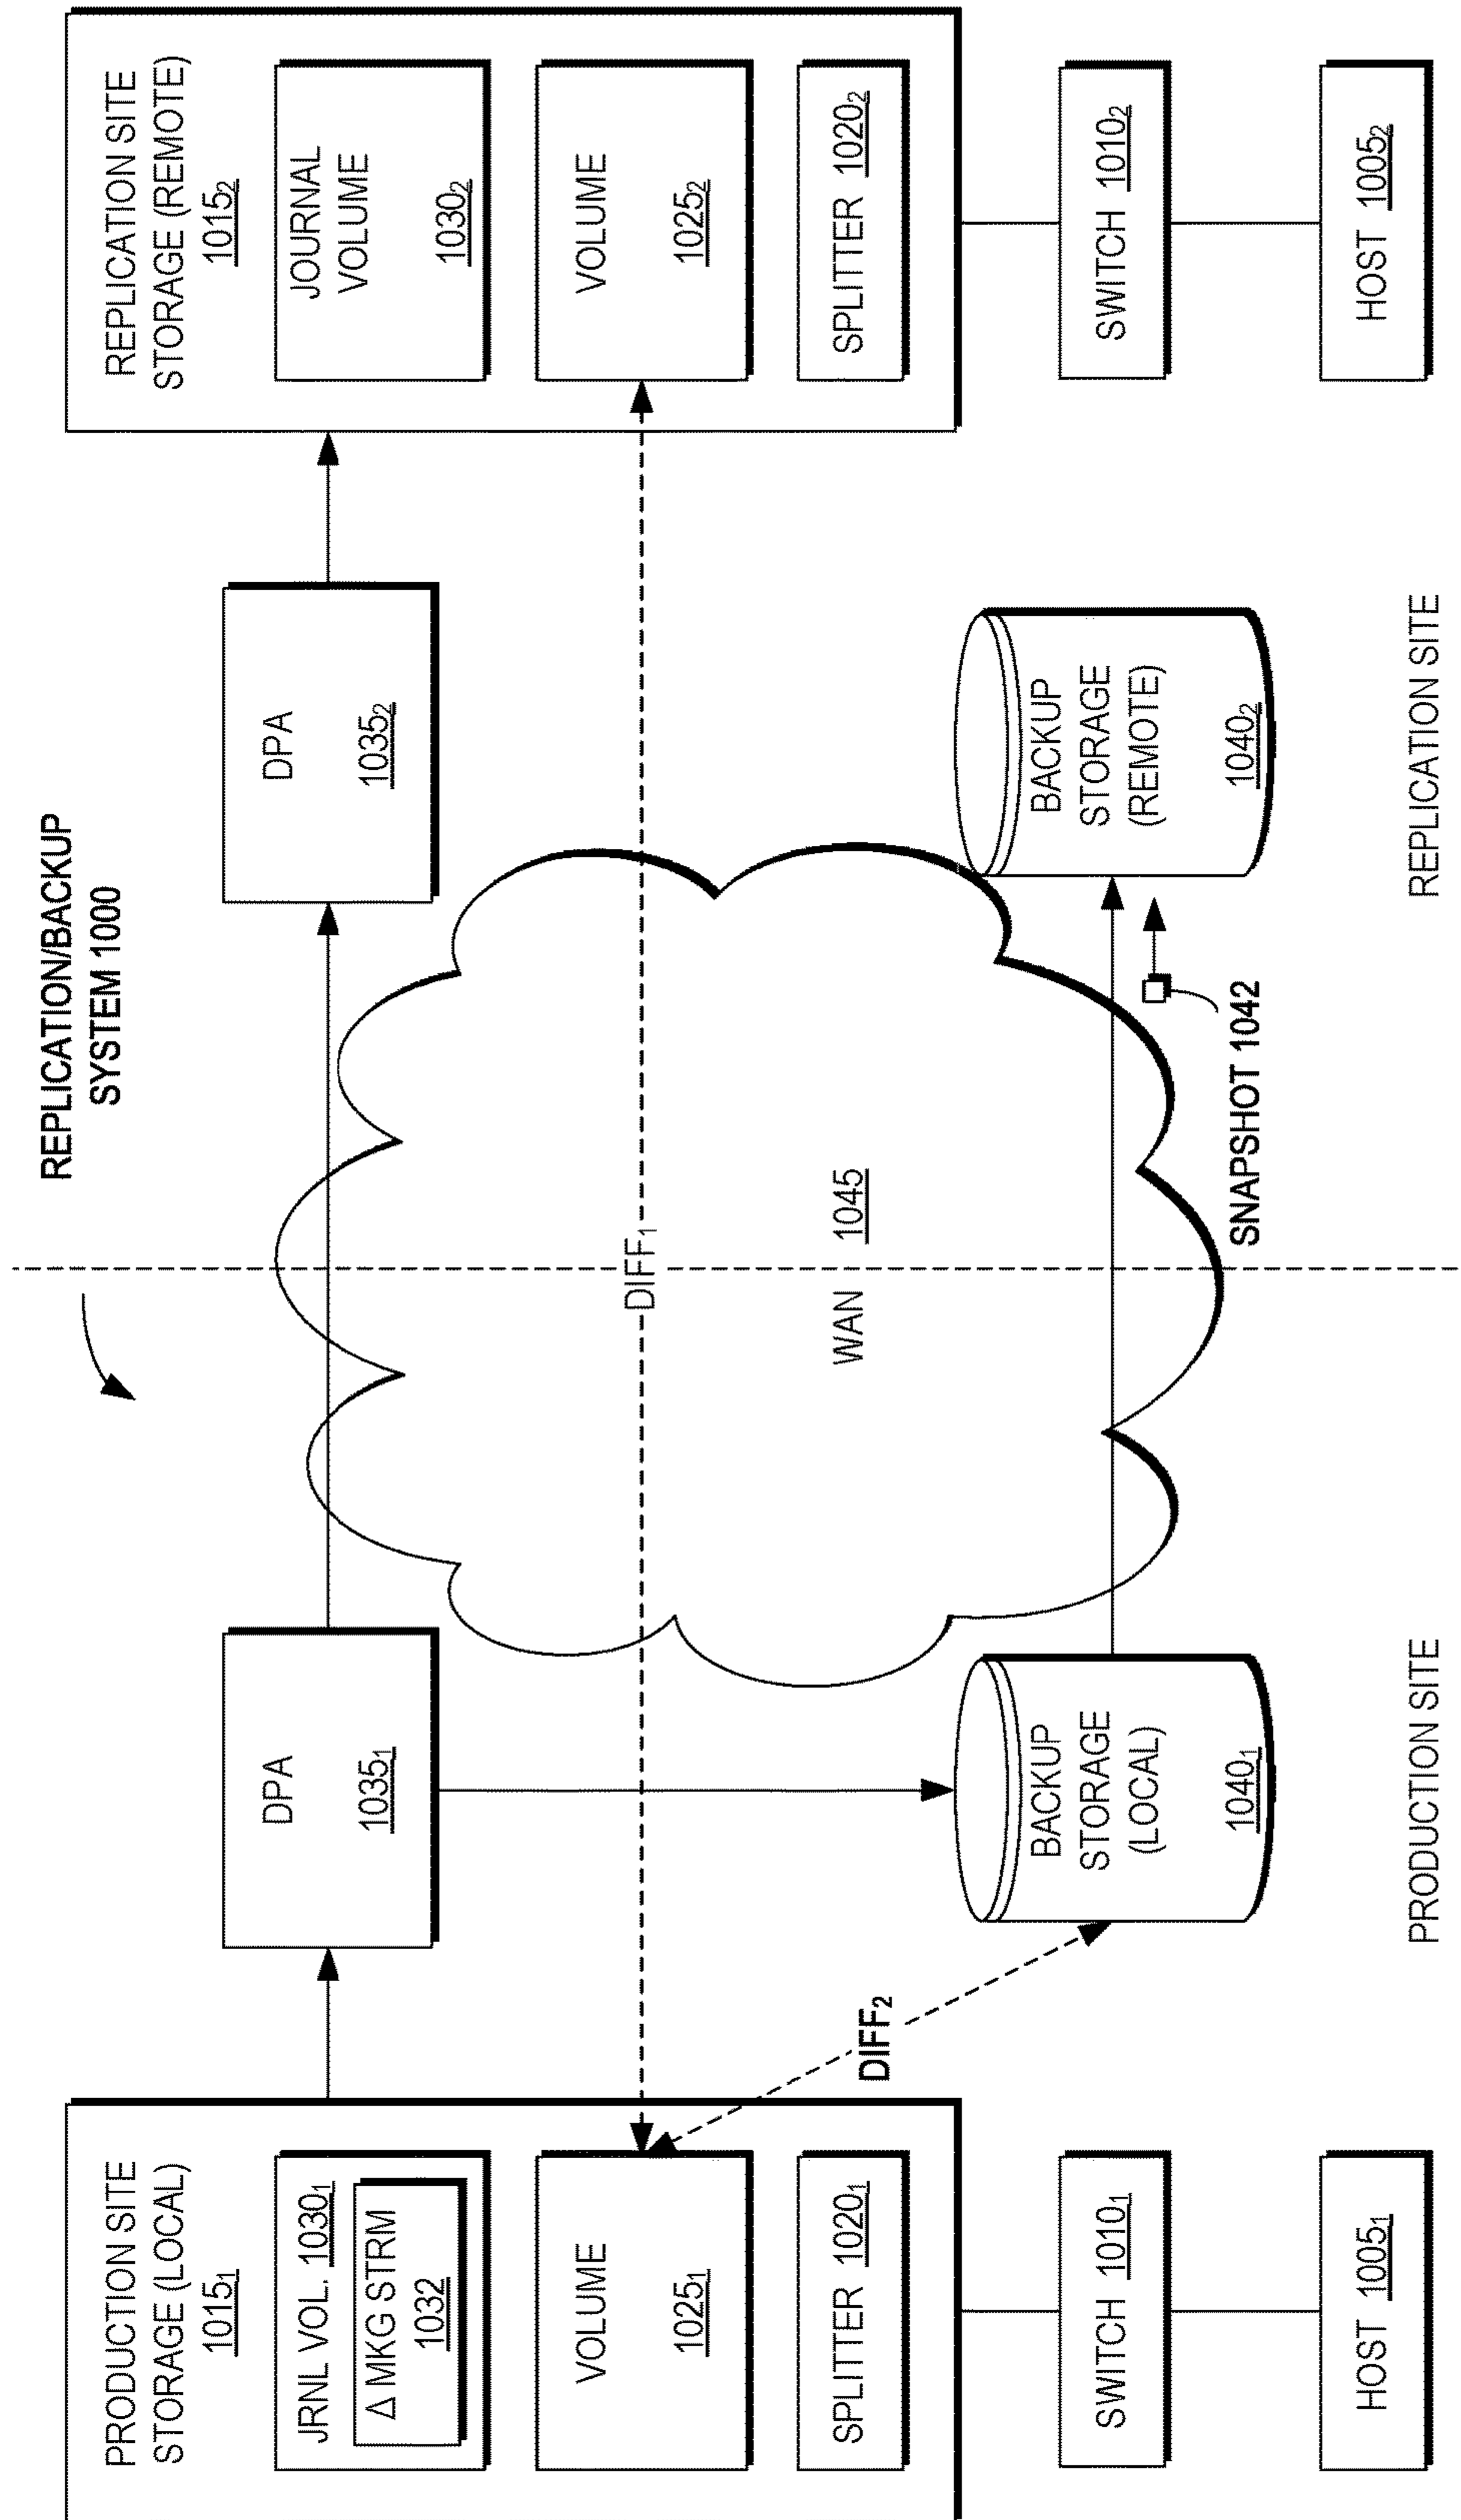 REPLICATION/BACKUP
SYSTEM 1000
PRODUCTION SITE
STORAGE (LOCAL)
1015₁
JRNL VOL. 1030₁
Δ MKG STRM
1032
VOLUME
1025₁
SPLITTER 1020₁
SWITCH 1010₁
HOST 1005₁
DPA
1035₁
DIFF₂
BACKUP
STORAGE
(LOCAL)
1040₁
PRODUCTION SITE
DIFF₁
WAN 1045
SNAPSHOT 1042
DPA
1035₂
BACKUP
STORAGE
(REMOTE)
1040₂
REPLICATION SITE
REPLICATION SITE
STORAGE (REMOTE)
1015₂
JOURNAL
VOLUME
1030₂
VOLUME
1025₂
SPLITTER 1020₂
SWITCH 1010₂
HOST 1005₂